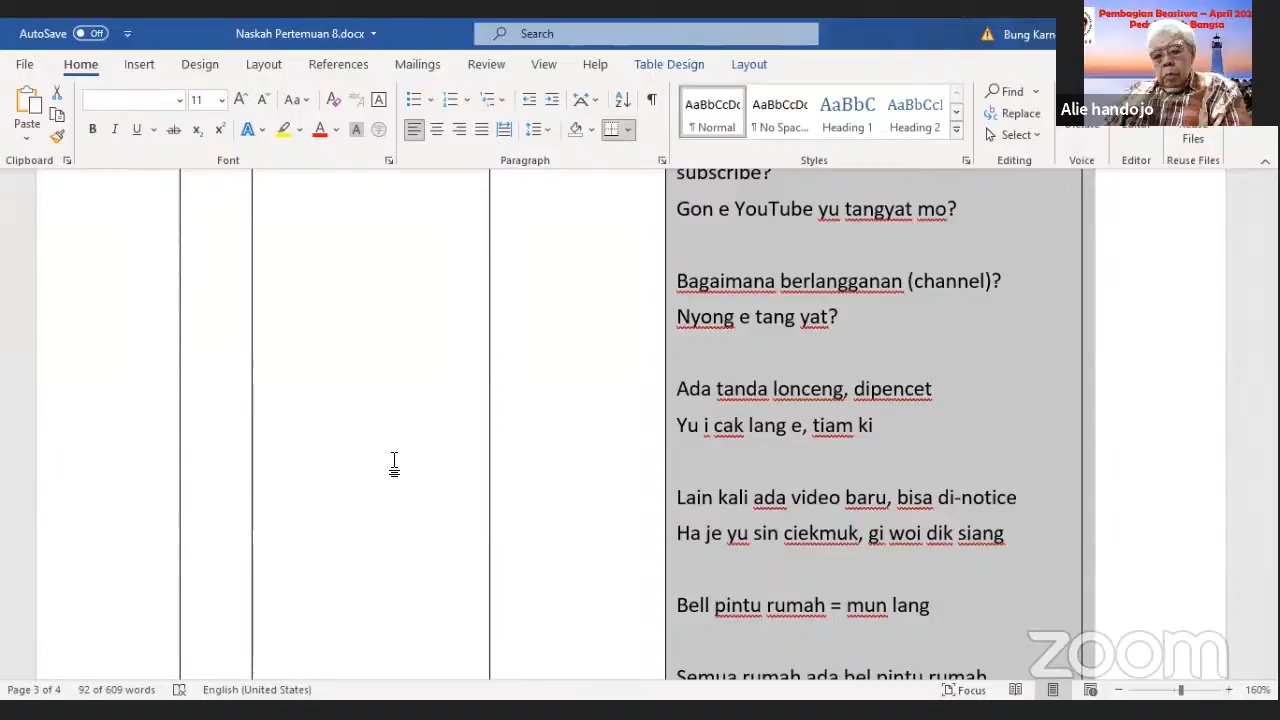 AutoSave Off
Naskah Pertemuan 8.docx
Search
Bung Karn
Pembagian Beasiswa – April 202
Bangsa
Alie handojo
File Home Insert Design Layout References Mailings Review View Help Table Design Layout
Paste
11
Aa
AaBbCcDc AaBbCcDc AaBbC AaBbCcI
¶ Normal ¶ No Spac... Heading 1 Heading 2
Find
Replace
Select
Files
Clipboard Font Paragraph Styles Editing Voice Editor Reuse Files
subscribe?
Gon e YouTube yu tangyat mo?
Bagaimana berlangganan (channel)?
Nyong e tang yat?
Ada tanda lonceng, dipencet
Yu i cak lang e, tiam ki
Lain kali ada video baru, bisa di-notice
Ha je yu sin ciekmuk, gi woi dik siang
Bell pintu rumah = mun lang
Semua rumah ada bel pintu rumah
zoom
Page 3 of 4 92 of 609 words English (United States) Focus 160%